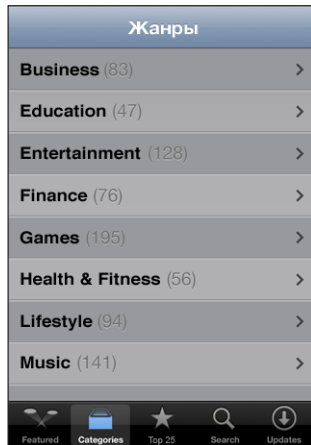 Жанры
Business (83)
Education (47)
Entertainment (128)
Finance (76)
Games (195)
Health & Fitness (56)
Lifestyle (94)
Music (141)
Featured Categories Top 25 Search Updates